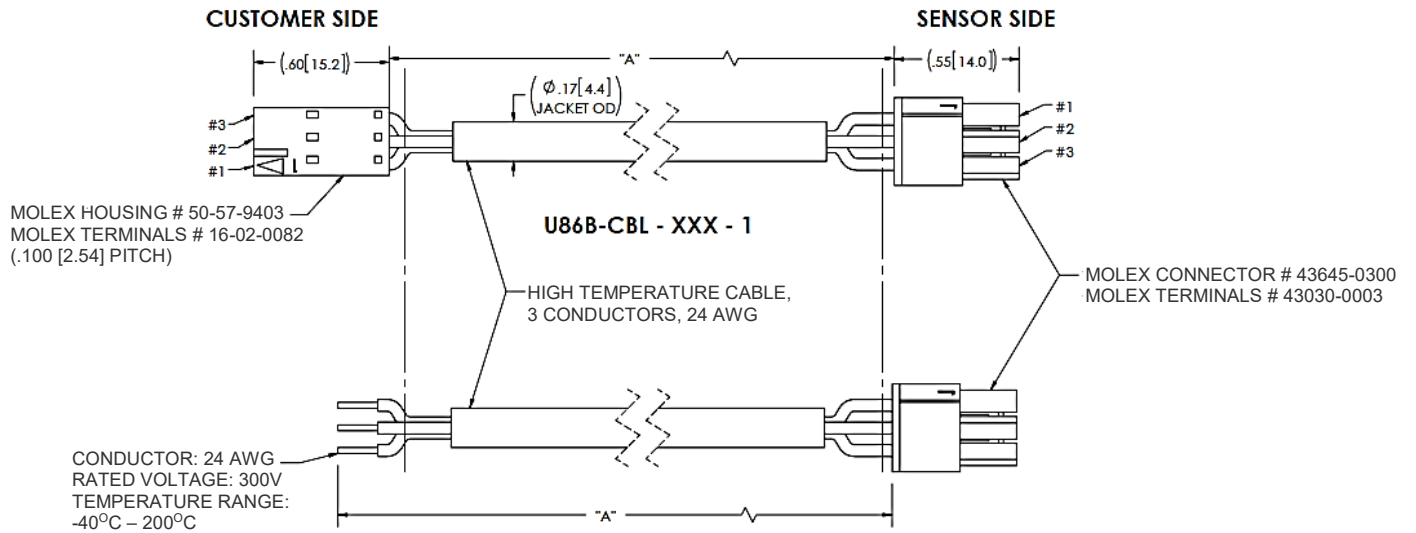 CUSTOMER SIDE
SENSOR SIDE
(.60[15.2])
"A"
(.55[14.0])
(Ø.17[4.4]
JACKET OD)
#3
#2
#1
1
1
#1
#2
#3
MOLEX HOUSING # 50-57-9403
MOLEX TERMINALS # 16-02-0082
(.100 [2.54] PITCH)
U86B-CBL - XXX - 1
HIGH TEMPERATURE CABLE,
3 CONDUCTORS, 24 AWG
MOLEX CONNECTOR # 43645-0300
MOLEX TERMINALS # 43030-0003
1
CONDUCTOR: 24 AWG
RATED VOLTAGE: 300V
TEMPERATURE RANGE:
-40°C – 200°C
"A"